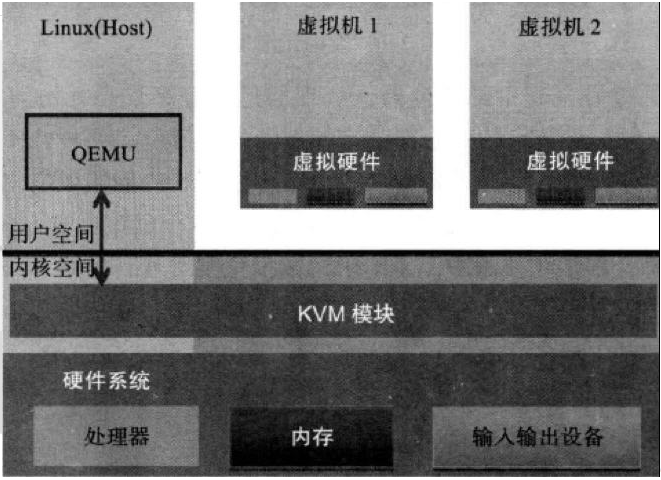 Linux(Host)
虚拟机 1
虚拟机 2
QEMU
虚拟硬件
虚拟硬件
用户空间
内核空间
KVM 模块
硬件系统
处理器
内存
输入输出设备